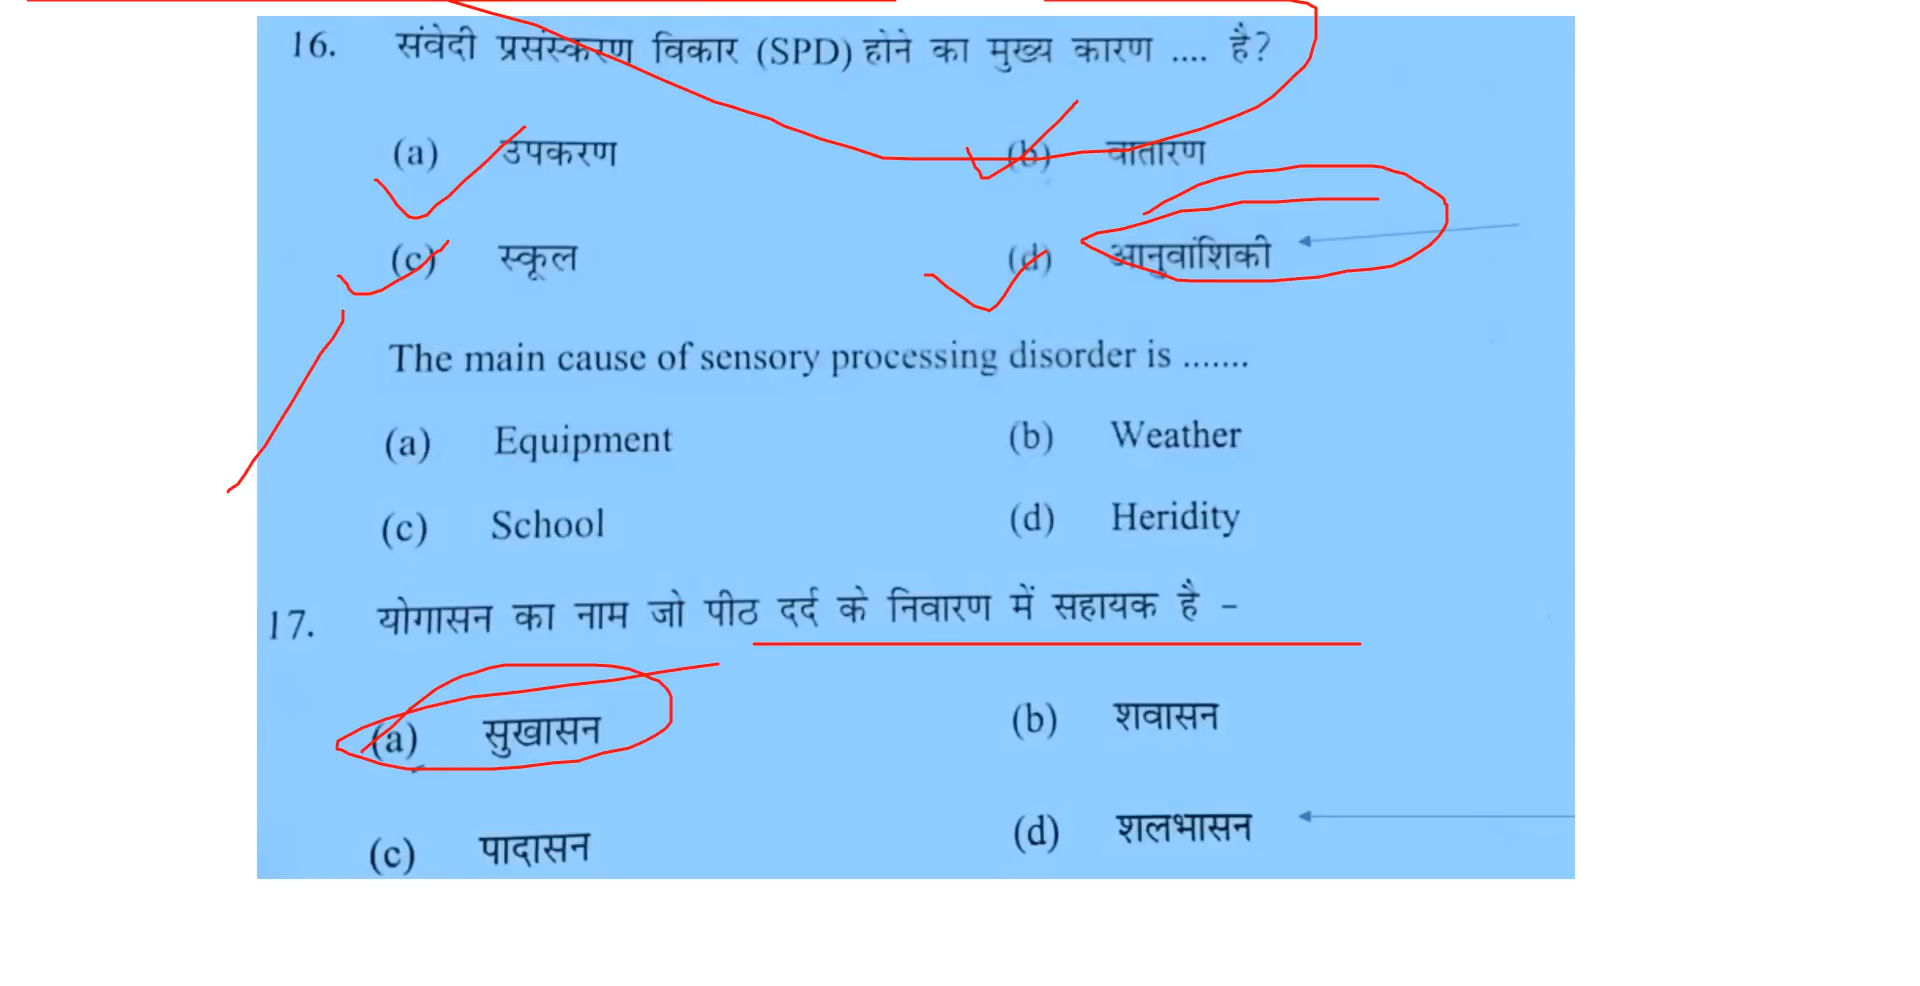 16. संवेदी प्रसंस्करण विकार (SPD) होने का मुख्य कारण .... है?
(a) उपकरण (b) वातारण
(c) स्कूल (d) आनुवांशिकी
The main cause of sensory processing disorder is .......
(a) Equipment (b) Weather
(c) School (d) Heridity
17. योगासन का नाम जो पीठ दर्द के निवारण में सहायक है -
(a) सुखासन (b) शवासन
(c) पादासन (d) शलभासन